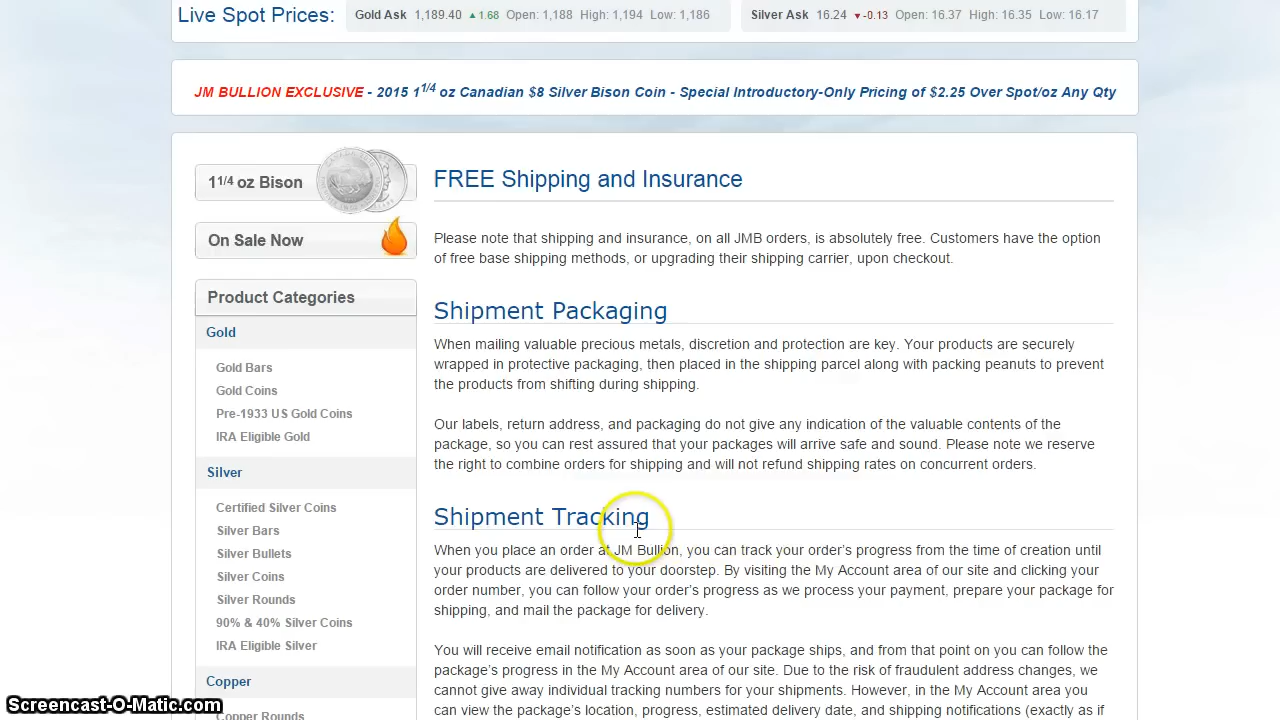 Live Spot Prices:
Gold Ask 1,189.40 ▲1.68 Open: 1,188 High: 1,194 Low: 1,186
Silver Ask 16.24 ▼-0.13 Open: 16.37 High: 16.35 Low: 16.17
JM BULLION EXCLUSIVE - 2015 1 1/4 oz Canadian $8 Silver Bison Coin - Special Introductory-Only Pricing of $2.25 Over Spot/oz Any Qty
1 1/4 oz Bison
On Sale Now
Product Categories
Gold
Gold Bars
Gold Coins
Pre-1933 US Gold Coins
IRA Eligible Gold
Silver
Certified Silver Coins
Silver Bars
Silver Bullets
Silver Coins
Silver Rounds
90% & 40% Silver Coins
IRA Eligible Silver
Copper
Copper Rounds
FREE Shipping and Insurance
Please note that shipping and insurance, on all JMB orders, is absolutely free. Customers have the option
of free base shipping methods, or upgrading their shipping carrier, upon checkout.
Shipment Packaging
When mailing valuable precious metals, discretion and protection are key. Your products are securely
wrapped in protective packaging, then placed in the shipping parcel along with packing peanuts to prevent
the products from shifting during shipping.
Our labels, return address, and packaging do not give any indication of the valuable contents of the
package, so you can rest assured that your packages will arrive safe and sound. Please note we reserve
the right to combine orders for shipping and will not refund shipping rates on concurrent orders.
Shipment Tracking
When you place an order at JM Bullion, you can track your order's progress from the time of creation until
your products are delivered to your doorstep. By visiting the My Account area of our site and clicking your
order number, you can follow your order's progress as we process your payment, prepare your package for
shipping, and mail the package for delivery.
You will receive email notification as soon as your package ships, and from that point on you can follow the
package's progress in the My Account area of our site. Due to the risk of fraudulent address changes, we
cannot give away individual tracking numbers for your shipments. However, in the My Account area you
can view the package's location, progress, estimated delivery date, and shipping notifications (exactly as if
Screencast-O-Matic.com